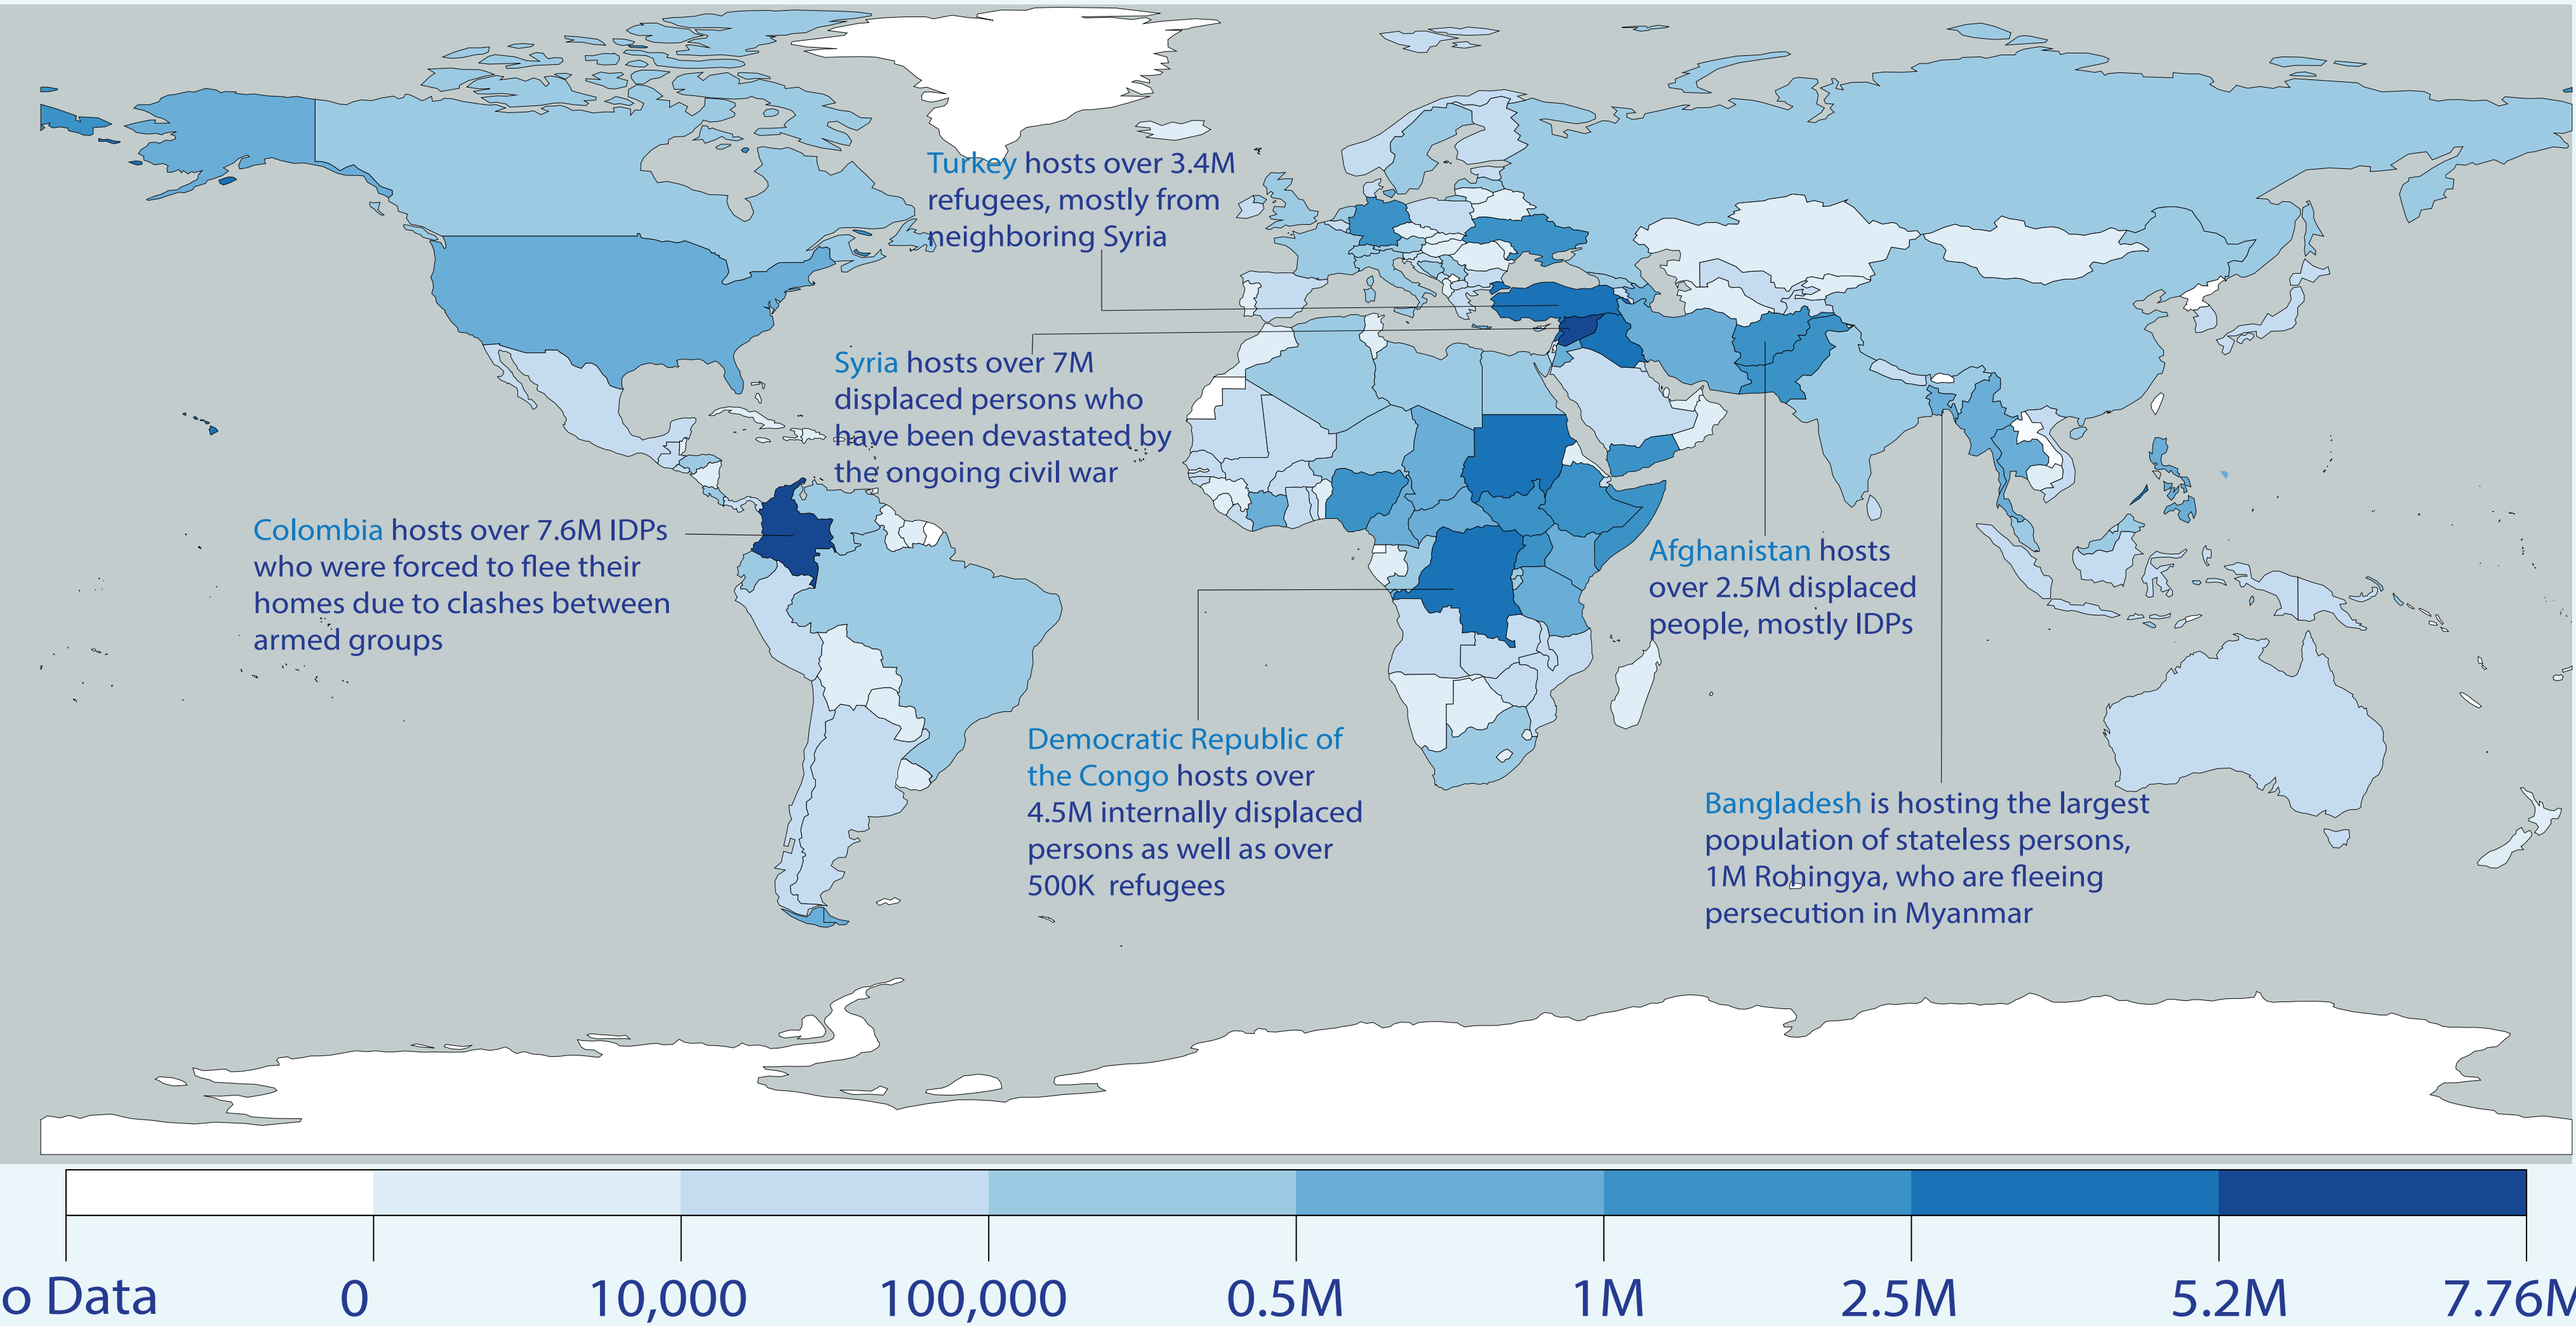 Turkey hosts over 3.4M
refugees, mostly from
neighboring Syria
Syria hosts over 7M
displaced persons who
have been devastated by
the ongoing civil war
Colombia hosts over 7.6M IDPs
who were forced to flee their
homes due to clashes between
armed groups
Afghanistan hosts
over 2.5M displaced
people, mostly IDPs
Democratic Republic of
the Congo hosts over
4.5M internally displaced
persons as well as over
500K refugees
Bangladesh is hosting the largest
population of stateless persons,
1M Rohingya, who are fleeing
persecution in Myanmar
o Data 0 10,000 100,000 0.5M 1M 2.5M 5.2M 7.76M